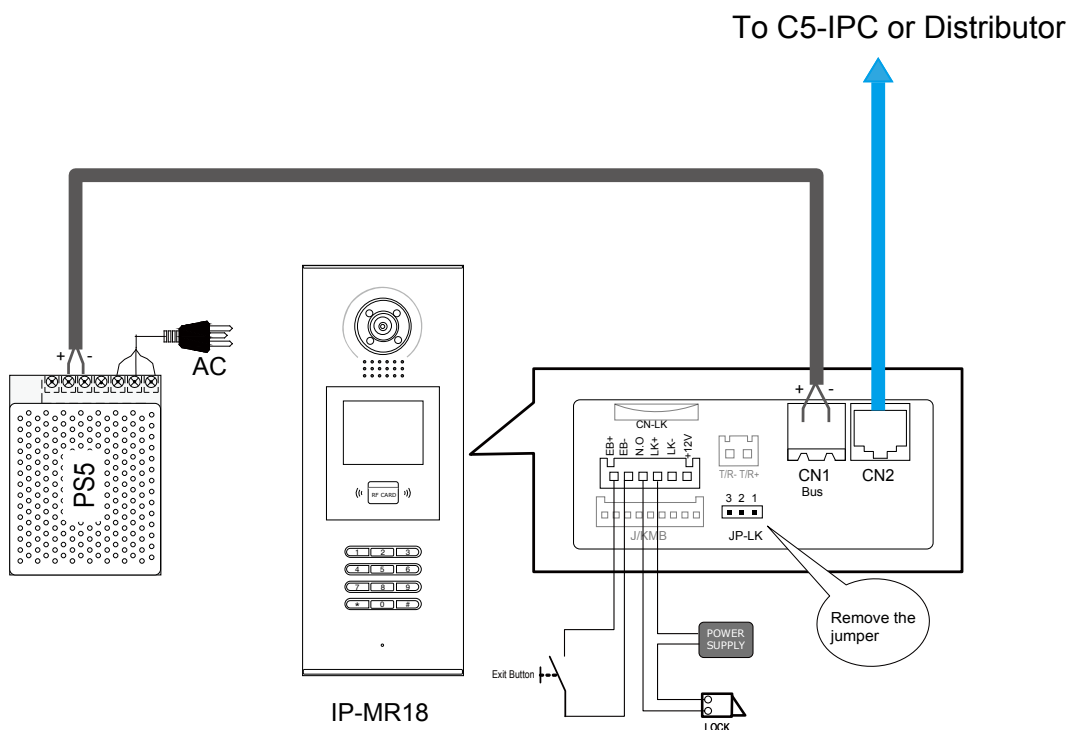 To C5-IPC or Distributor
+ -
AC
PS5
RF CARD
1 2 3
4 5 6
7 8 9
* 0 #
IP-MR18
CN-LK
EB+ EB- N.O LK+ LK- +12V
T/R- T/R+
J/KMB
3 2 1
JP-LK
+ -
CN1
Bus
CN2
Remove the
jumper
POWER
SUPPLY
Exit Button
LOCK